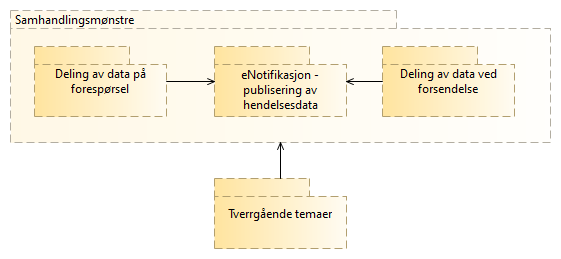 Samhandlingsmønstre
Deling av data på
forespørsel
eNotifikasjon -
publisering av
hendelsesdata
Deling av data ved
forsendelse
Tverrgående temaer